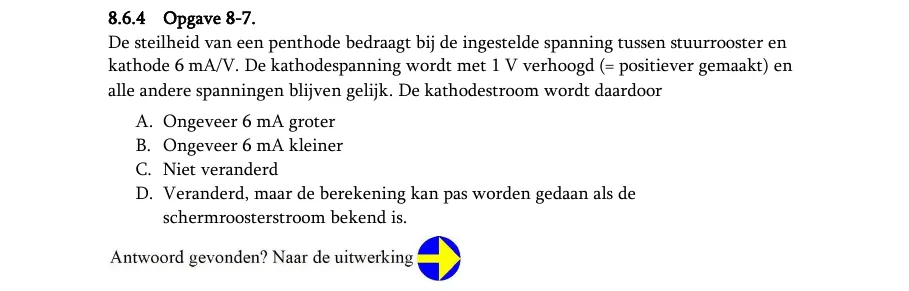 8.6.4 Opgave 8-7.
De steilheid van een penthode bedraagt bij de ingestelde spanning tussen stuurrooster en
kathode 6 mA/V. De kathodespanning wordt met 1 V verhoogd (= positiever gemaakt) en
alle andere spanningen blijven gelijk. De kathodestroom wordt daardoor
A. Ongeveer 6 mA groter
B. Ongeveer 6 mA kleiner
C. Niet veranderd
D. Veranderd, maar de berekening kan pas worden gedaan als de
schermroosterstroom bekend is.
Antwoord gevonden? Naar de uitwerking